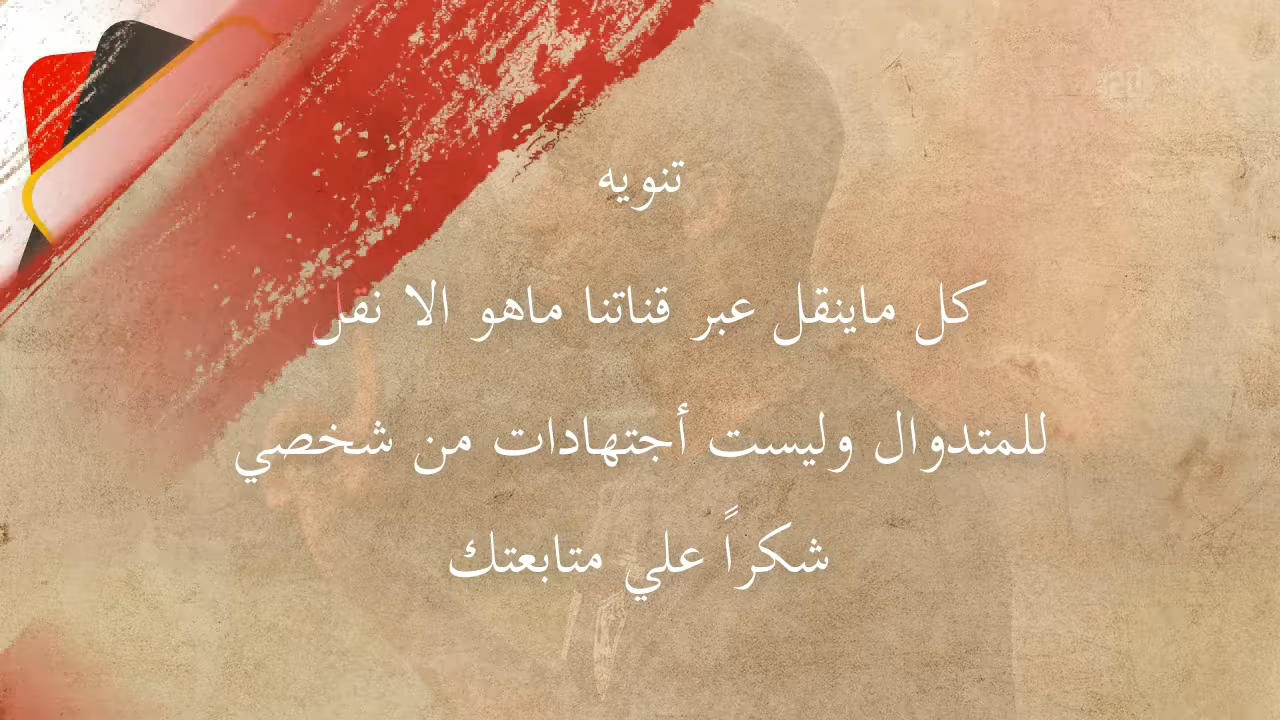 تنويه
كل ماينقل عبر قناتنا ماهو الا نقل
للمتدوال وليست أجتهادات من شخصي
شكراً علي متابعتك